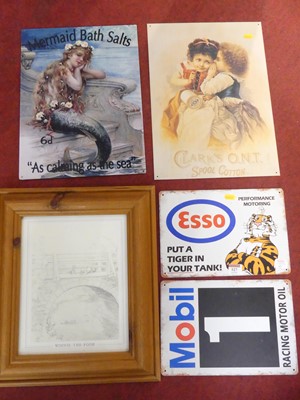 Mermaid Bath Salts
6d
"As calming as the sea"
CLARK'S O.N.T.
SPOOL COTTON
Esso
PERFORMANCE
MOTORING
PUT A
TIGER IN
YOUR TANK!
Mobil
1
RACING MOTOR OIL